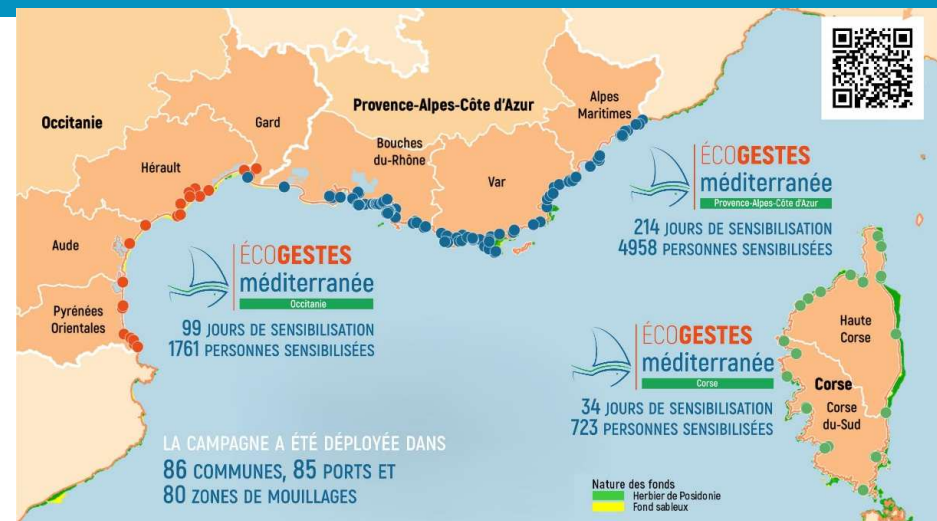 Occitanie
Gard
Provence-Alpes-Côte d'Azur
Alpes
Maritimes
Hérault
Bouches
du-Rhône
Var
Aude
Pyrénées
Orientales
ÉCOGESTES
méditerranée
Provence-Alpes-Côte d'Azur
214 JOURS DE SENSIBILISATION
4958 PERSONNES SENSIBILISÉES
ÉCOGESTES
méditerranée
Occitanie
99 JOURS DE SENSIBILISATION
1761 PERSONNES SENSIBILISÉES
ÉCOGESTES
méditerranée
Corse
34 JOURS DE SENSIBILISATION
723 PERSONNES SENSIBILISÉES
Haute
Corse
Corse
Corse
du-Sud
LA CAMPAGNE A ÉTÉ DÉPLOYÉE DANS
86 COMMUNES, 85 PORTS ET
80 ZONES DE MOUILLAGES
Nature des fonds
Herbier de Posidonie
Fond sableux